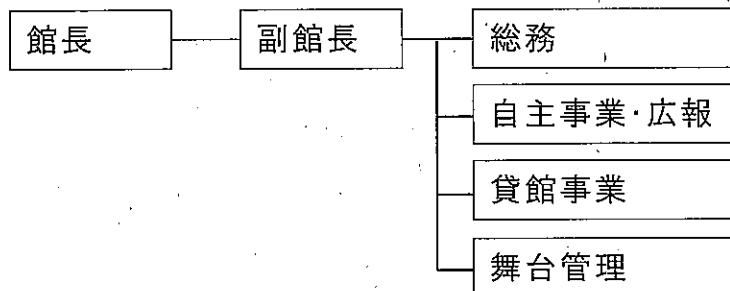 館長
副館長
総務
自主事業・広報
貸館事業
舞台管理